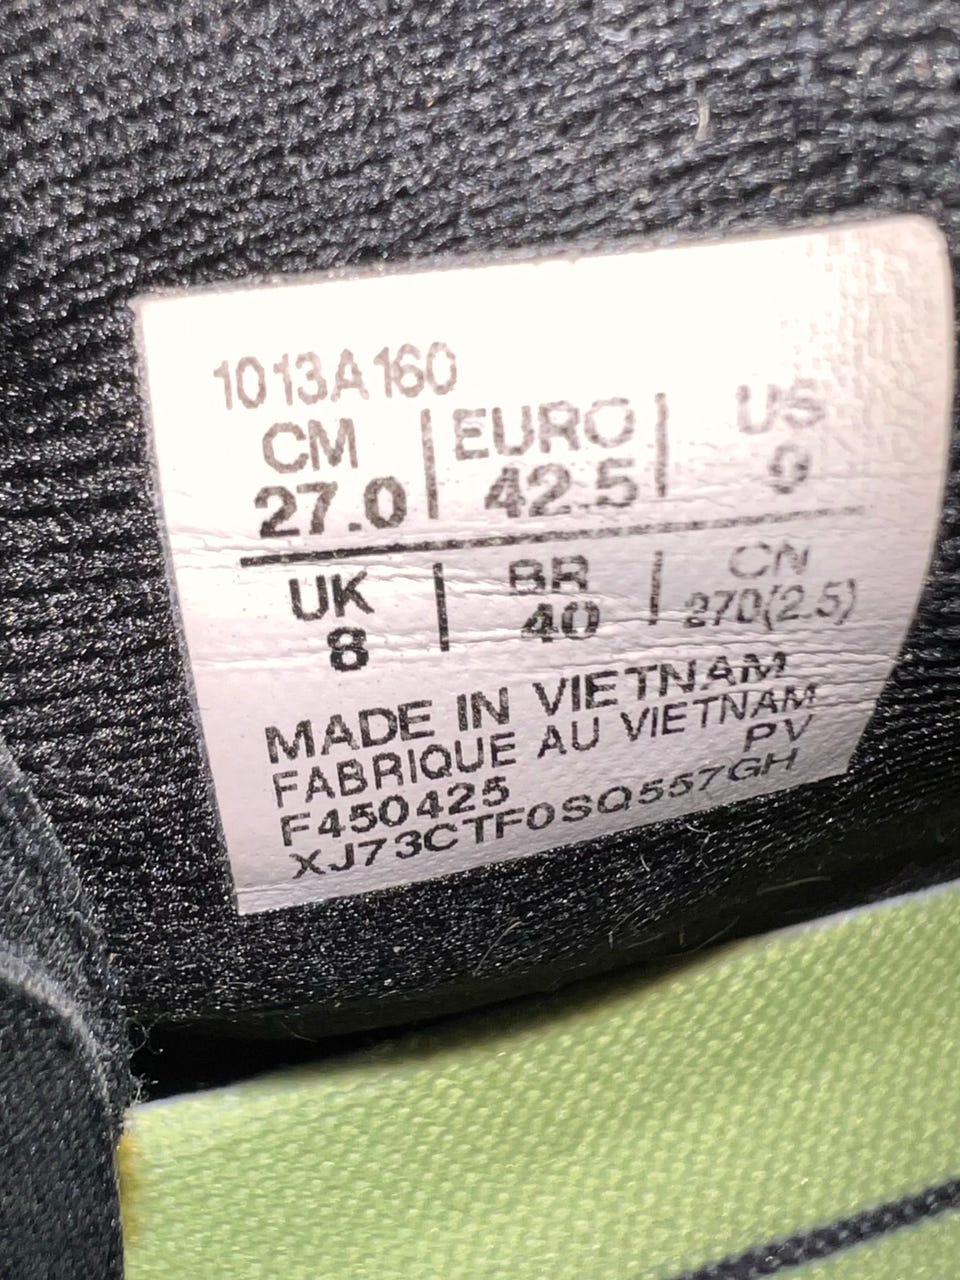 1013A160
CM | EURO | US
27.0 | 42.5 | 9
UK | BR | CN
8 | 40 | 270(2.5)
MADE IN VIETNAM
FABRIQUE AU VIETNAM
PV
F450425
XJ73CTF0SQ557GH